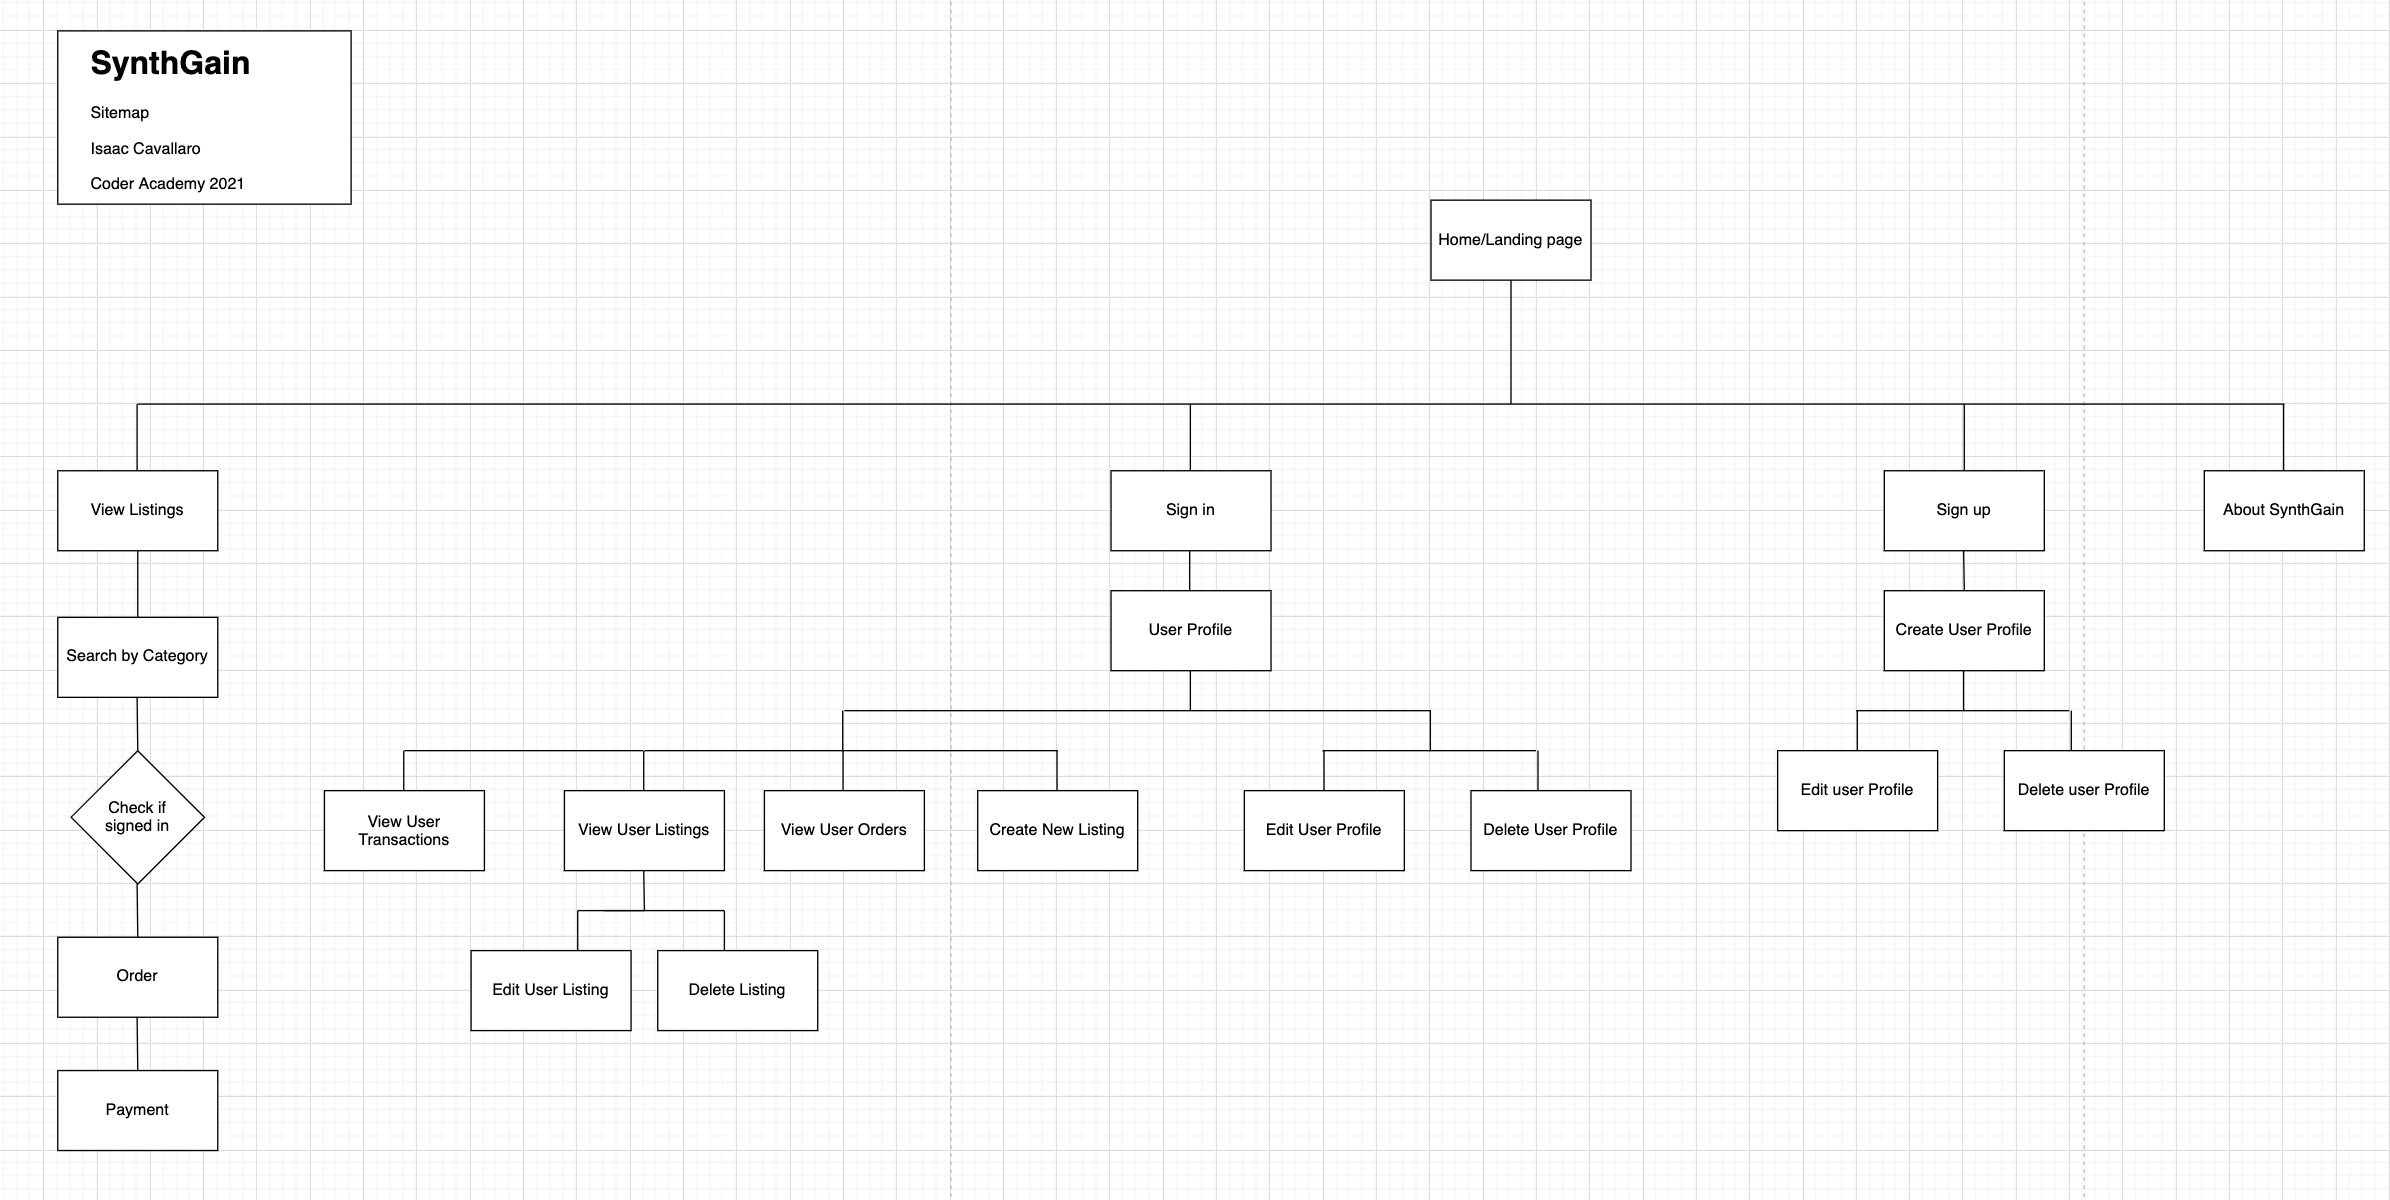 SynthGain
Sitemap
Isaac Cavallaro
Coder Academy 2021
Home/Landing page
View Listings
Sign in
Sign up
About SynthGain
Search by Category
User Profile
Create User Profile
Check if
signed in
View User
Transactions
View User Listings
View User Orders
Create New Listing
Edit User Profile
Delete User Profile
Edit user Profile
Delete user Profile
Order
Edit User Listing
Delete Listing
Payment